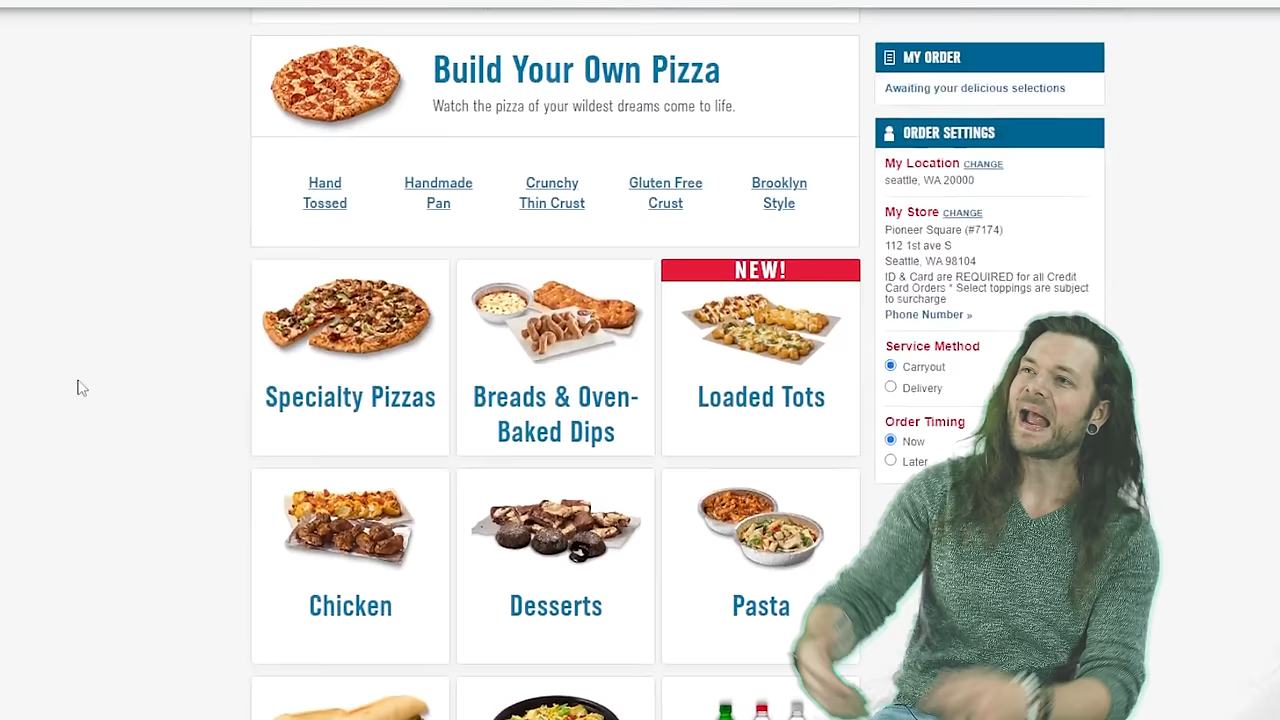 Build Your Own Pizza
Watch the pizza of your wildest dreams come to life.
Hand
Tossed
Handmade
Pan
Crunchy
Thin Crust
Gluten Free
Crust
Brooklyn
Style
Specialty Pizzas
Breads & Oven-
Baked Dips
NEW!
Loaded Tots
Chicken
Desserts
Pasta
MY ORDER
Awaiting your delicious selections
ORDER SETTINGS
My Location CHANGE
seattle, WA 20000
My Store CHANGE
Pioneer Square (#7174)
112 1st ave S
Seattle, WA 98104
ID & Card are REQUIRED for all Credit
Card Orders * Select toppings are subject
to surcharge
Phone Number »
Service Method
Carryout
Delivery
Order Timing
Now
Later